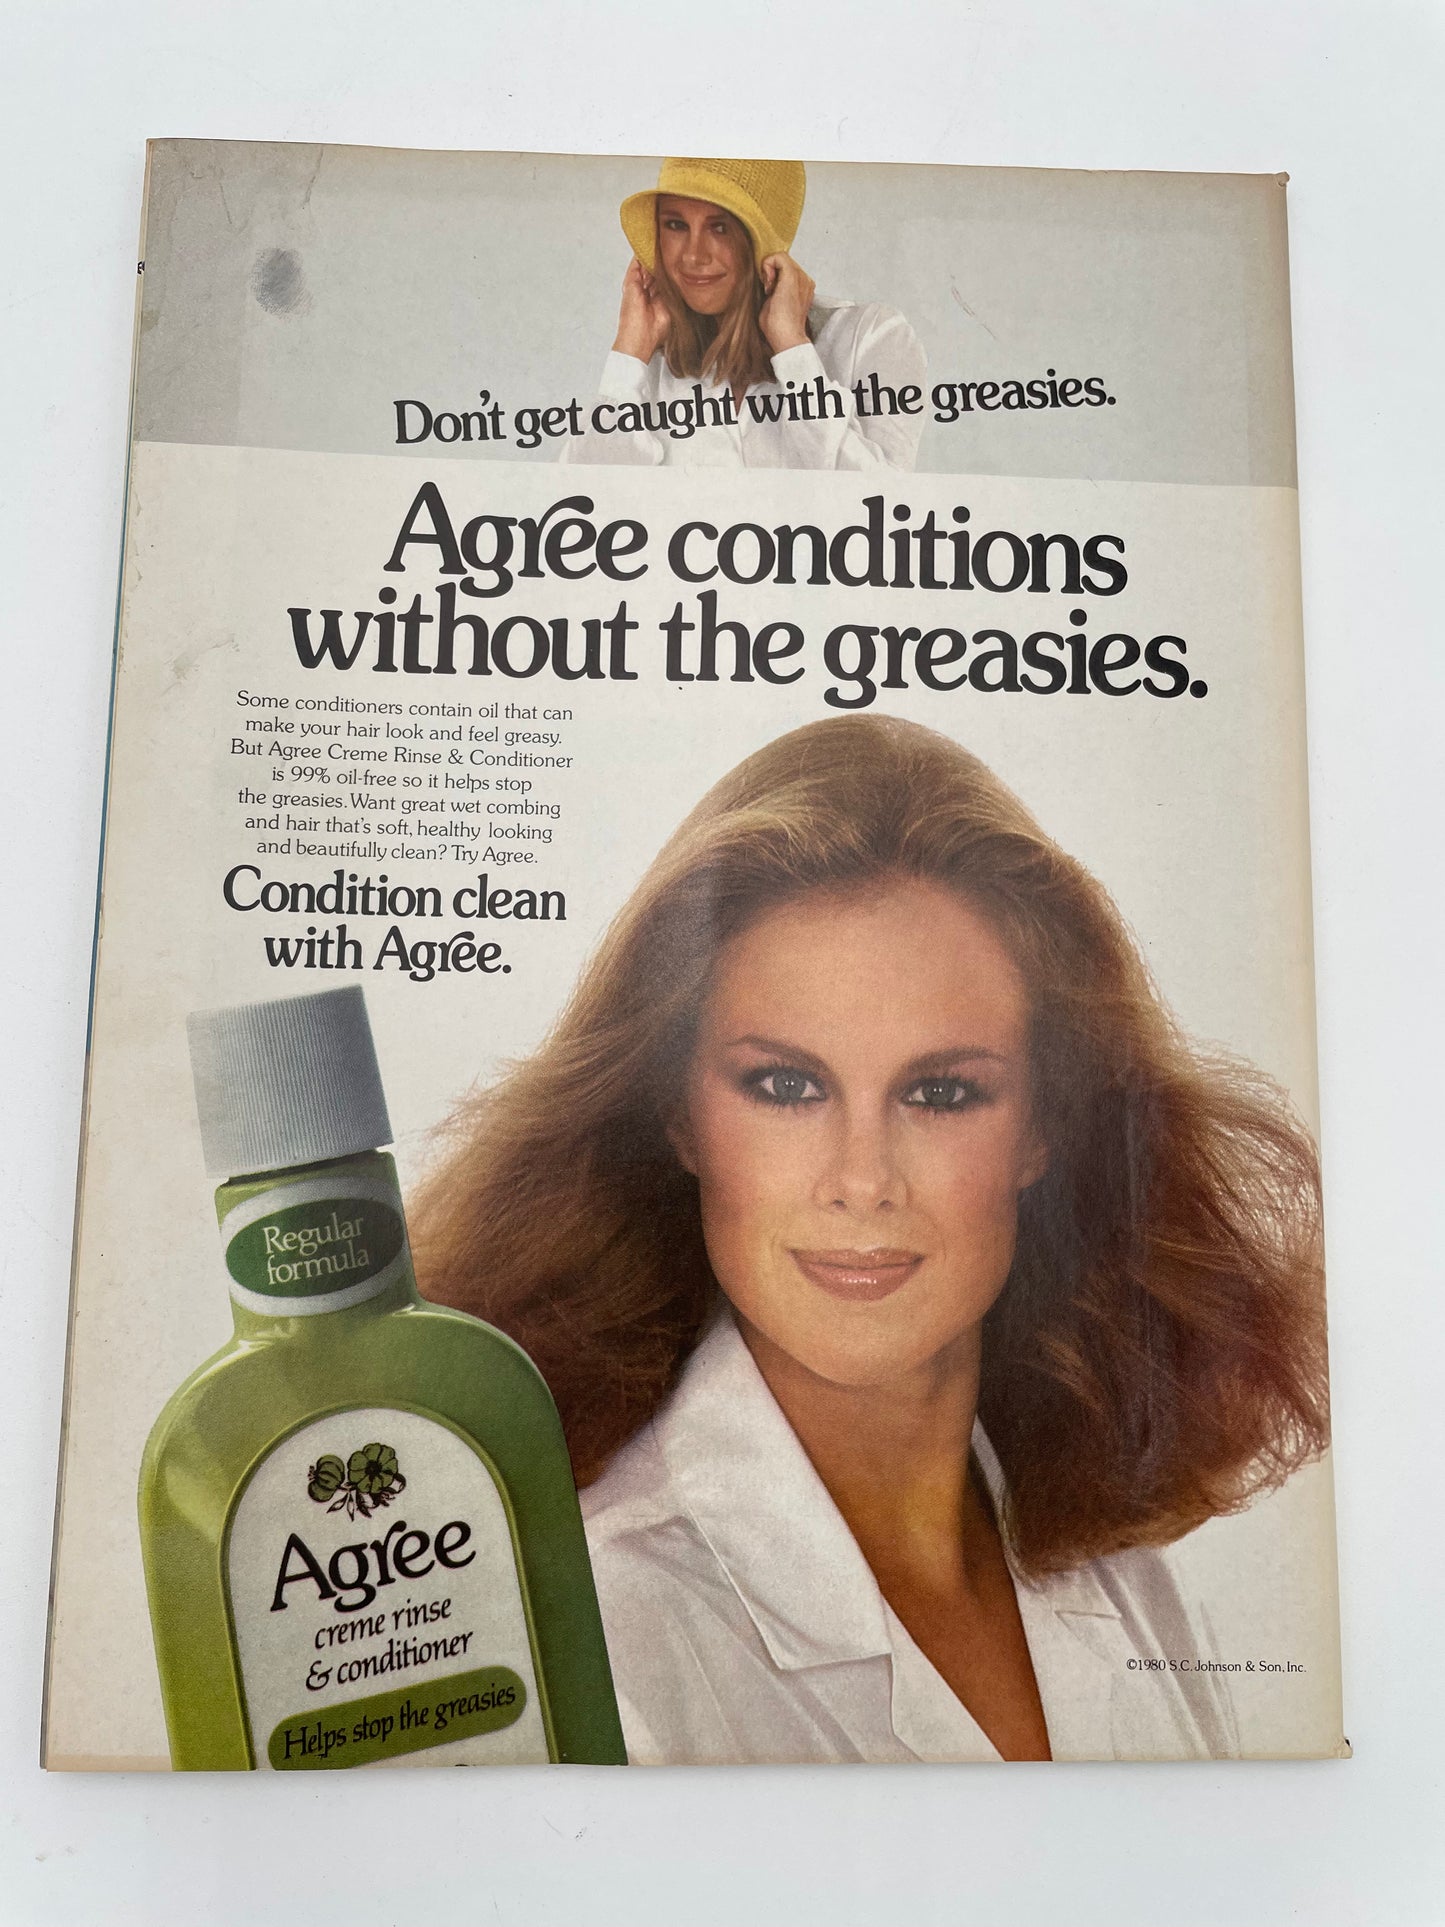 Don't get caught with the greasies.
Agree conditions
without the greasies.
Some conditioners contain oil that can
make your hair look and feel greasy.
But Agree Creme Rinse & Conditioner
is 99% oil-free so it helps stop
the greasies. Want great wet combing
and hair that's soft, healthy looking
and beautifully clean? Try Agree.
Condition clean
with Agree.
Regular
formula
Agree
creme rinse
& conditioner
Helps stop the greasies
©1980 S.C. Johnson & Son, Inc.